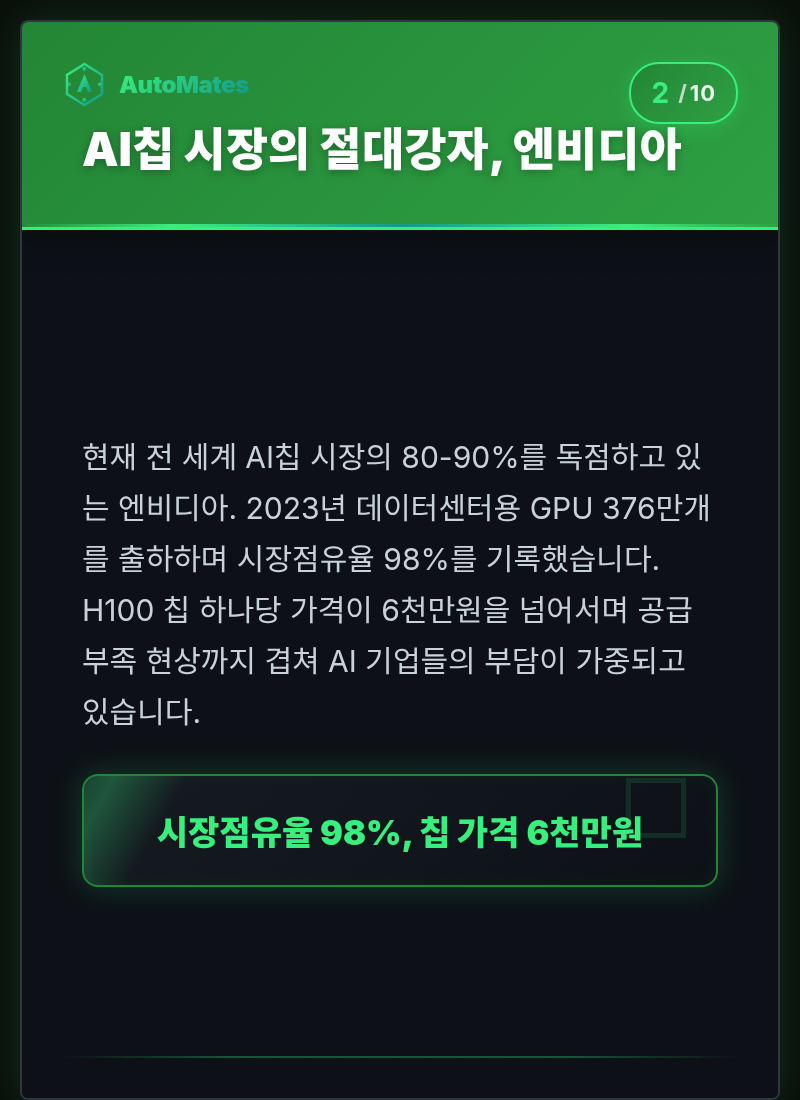 AutoMates
2 /10
AI칩 시장의 절대강자, 엔비디아
현재 전 세계 AI칩 시장의 80-90%를 독점하고 있
는 엔비디아. 2023년 데이터센터용 GPU 376만개
를 출하하며 시장점유율 98%를 기록했습니다.
H100 칩 하나당 가격이 6천만원을 넘어서며 공급
부족 현상까지 겹쳐 AI 기업들의 부담이 가중되고
있습니다.
시장점유율 98%, 칩 가격 6천만원